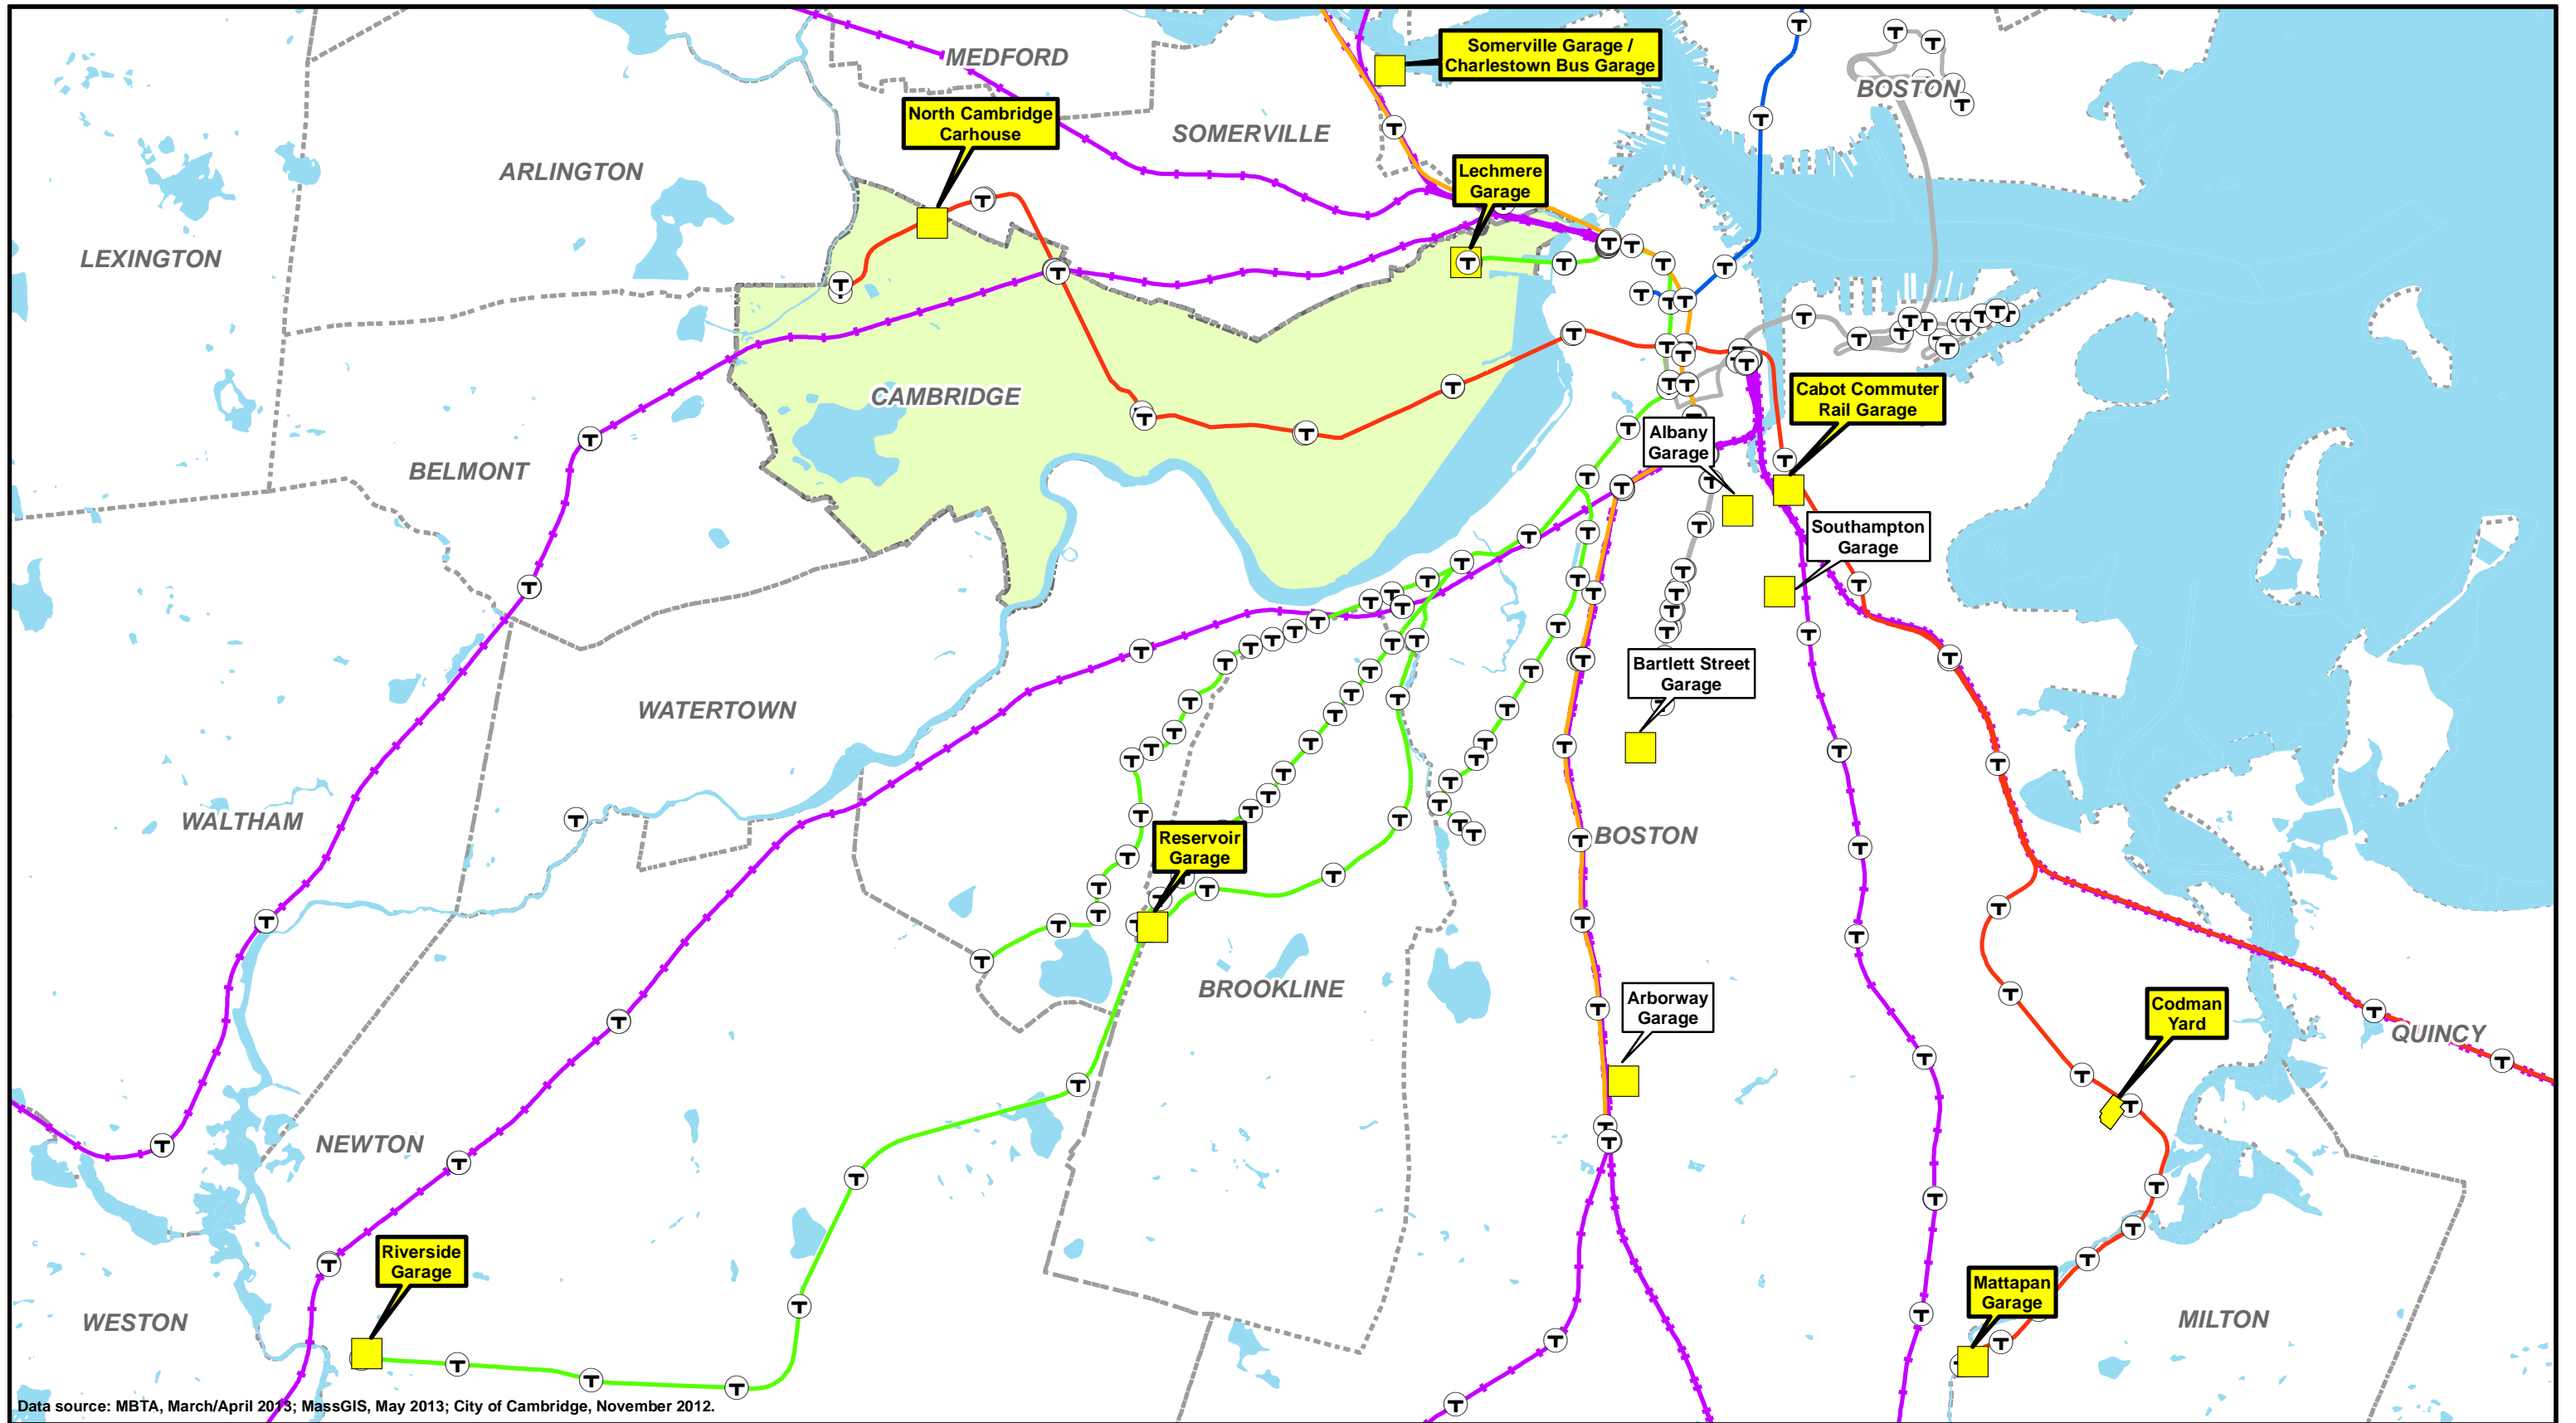 Somerville Garage /
Charlestown Bus Garage
MEDFORD
BOSTON
North Cambridge
Carhouse
SOMERVILLE
ARLINGTON
Lechmere
Garage
LEXINGTON
CAMBRIDGE
Cabot Commuter
Rail Garage
Albany
Garage
BELMONT
Southampton
Garage
Bartlett Street
Garage
WATERTOWN
WALTHAM
BOSTON
Reservoir
Garage
BROOKLINE
Arborway
Garage
Codman
Yard
QUINCY
NEWTON
Riverside
Garage
Mattapan
Garage
WESTON
MILTON
Data source: MBTA, March/April 2013; MassGIS, May 2013; City of Cambridge, November 2012.